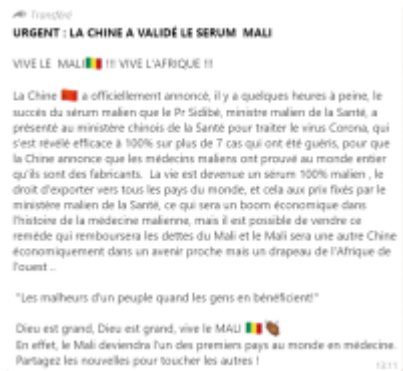 Transféré
URGENT : LA CHINE A VALIDÉ LE SERUM MALI
VIVE LE MALI🇲🇱 !!! VIVE L'AFRIQUE !!!
La Chine 🇨🇳 a officiellement annoncé, il y a quelques heures à peine, le
succès du sérum malien que le Pr Sidibé, ministre malien de la Santé, a
présenté au ministère chinois de la Santé pour traiter le virus Corona, qui
s'est révélé efficace à 100% sur plus de 7 cas qui ont été guéris, pour que
la Chine annonce que les médecins maliens ont prouvé au monde entier
qu'ils sont des fabricants. La vie est devenue un sérum 100% malien , le
droit d'exporter vers tous les pays du monde, et cela aux prix fixés par le
ministère malien de la Santé, ce qui sera un boom économique dans
l'histoire de la médecine malienne, mais il est possible de vendre ce
remède qui remboursera les dettes du Mali et le Mali sera une autre Chine
économiquement dans un avenir proche mais un drapeau de l'Afrique de
l'ouest ..
"Les malheurs d'un peuple quand les gens en bénéficient!"
Dieu est grand, Dieu est grand, vive le MALI 🇲🇱
En effet, le Mali deviendra l'un des premiers pays au monde en médecine.
Partagez les nouvelles pour toucher les autres !